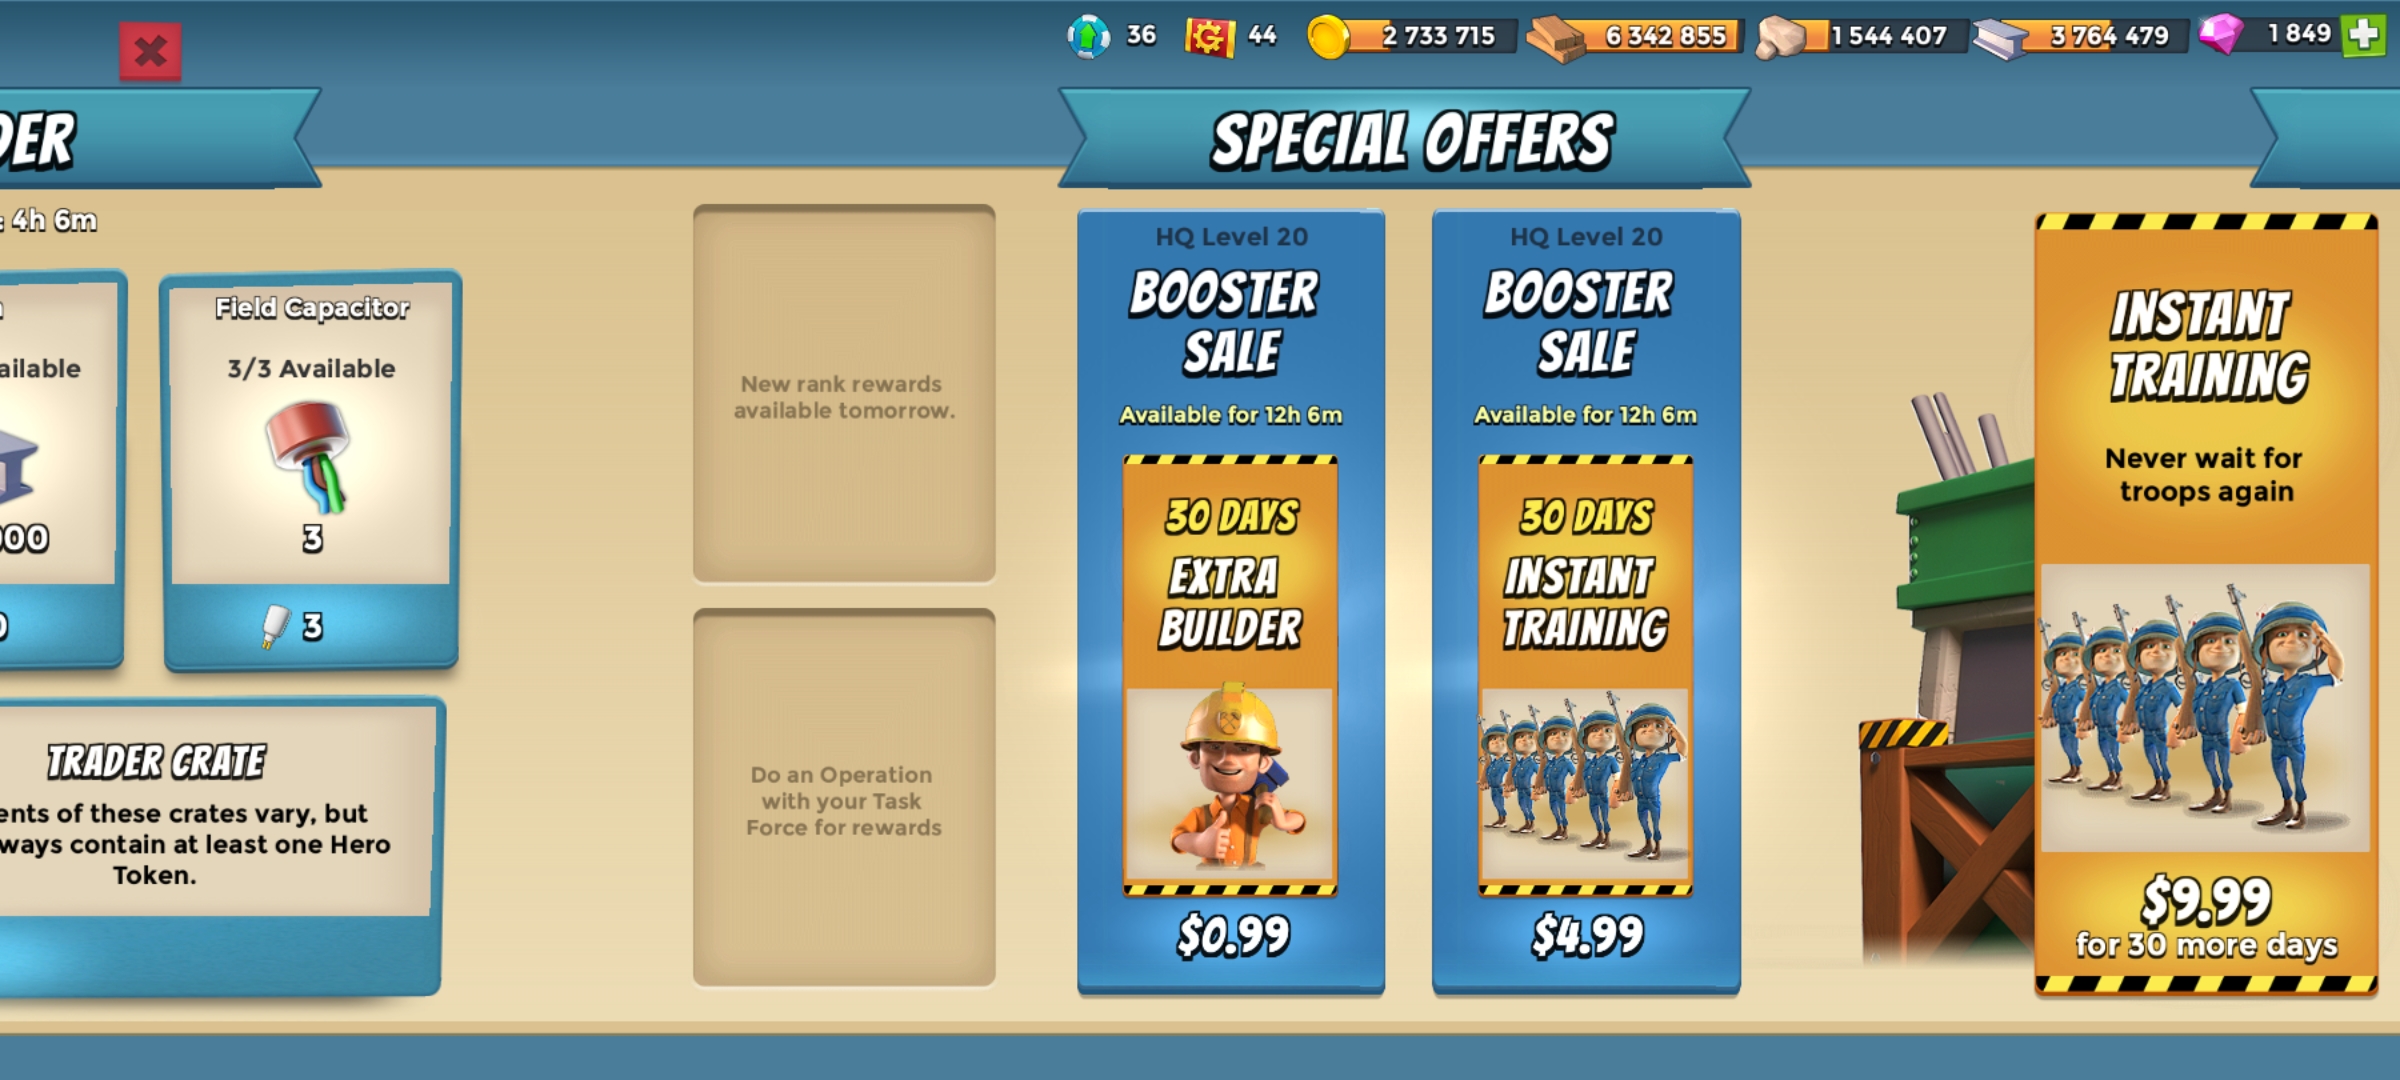 36
44
2 733 715
6 342 855
1 544 407
3 764 479
1 849
DER
SPECIAL OFFERS
: 4h 6m
ailable
000
0
Field Capacitor
3/3 Available
3
3
TRADER CRATE
ents of these crates vary, but
ways contain at least one Hero
Token.
New rank rewards
available tomorrow.
Do an Operation
with your Task
Force for rewards
HQ Level 20
BOOSTER
SALE
Available for 12h 6m
30 DAYS
EXTRA
BUILDER
$0.99
HQ Level 20
BOOSTER
SALE
Available for 12h 6m
30 DAYS
INSTANT
TRAINING
$4.99
INSTANT
TRAINING
Never wait for
troops again
$9.99
for 30 more days